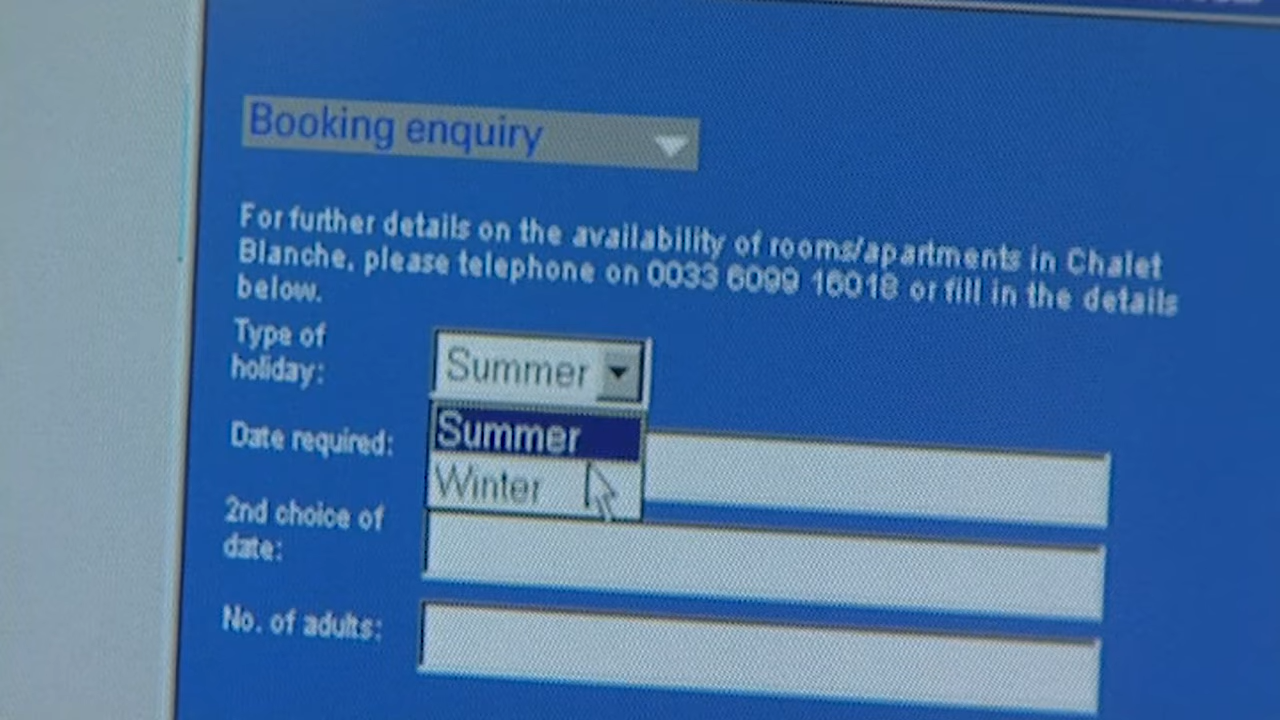 Booking enquiry
For further details on the availability of rooms/apartments in Chalet
Blanche, please telephone on 0033 6099 16018 or fill in the details
below.
Type of
holiday:
Summer
Summer
Winter
Date required:
2nd choice of
date:
No. of adults: